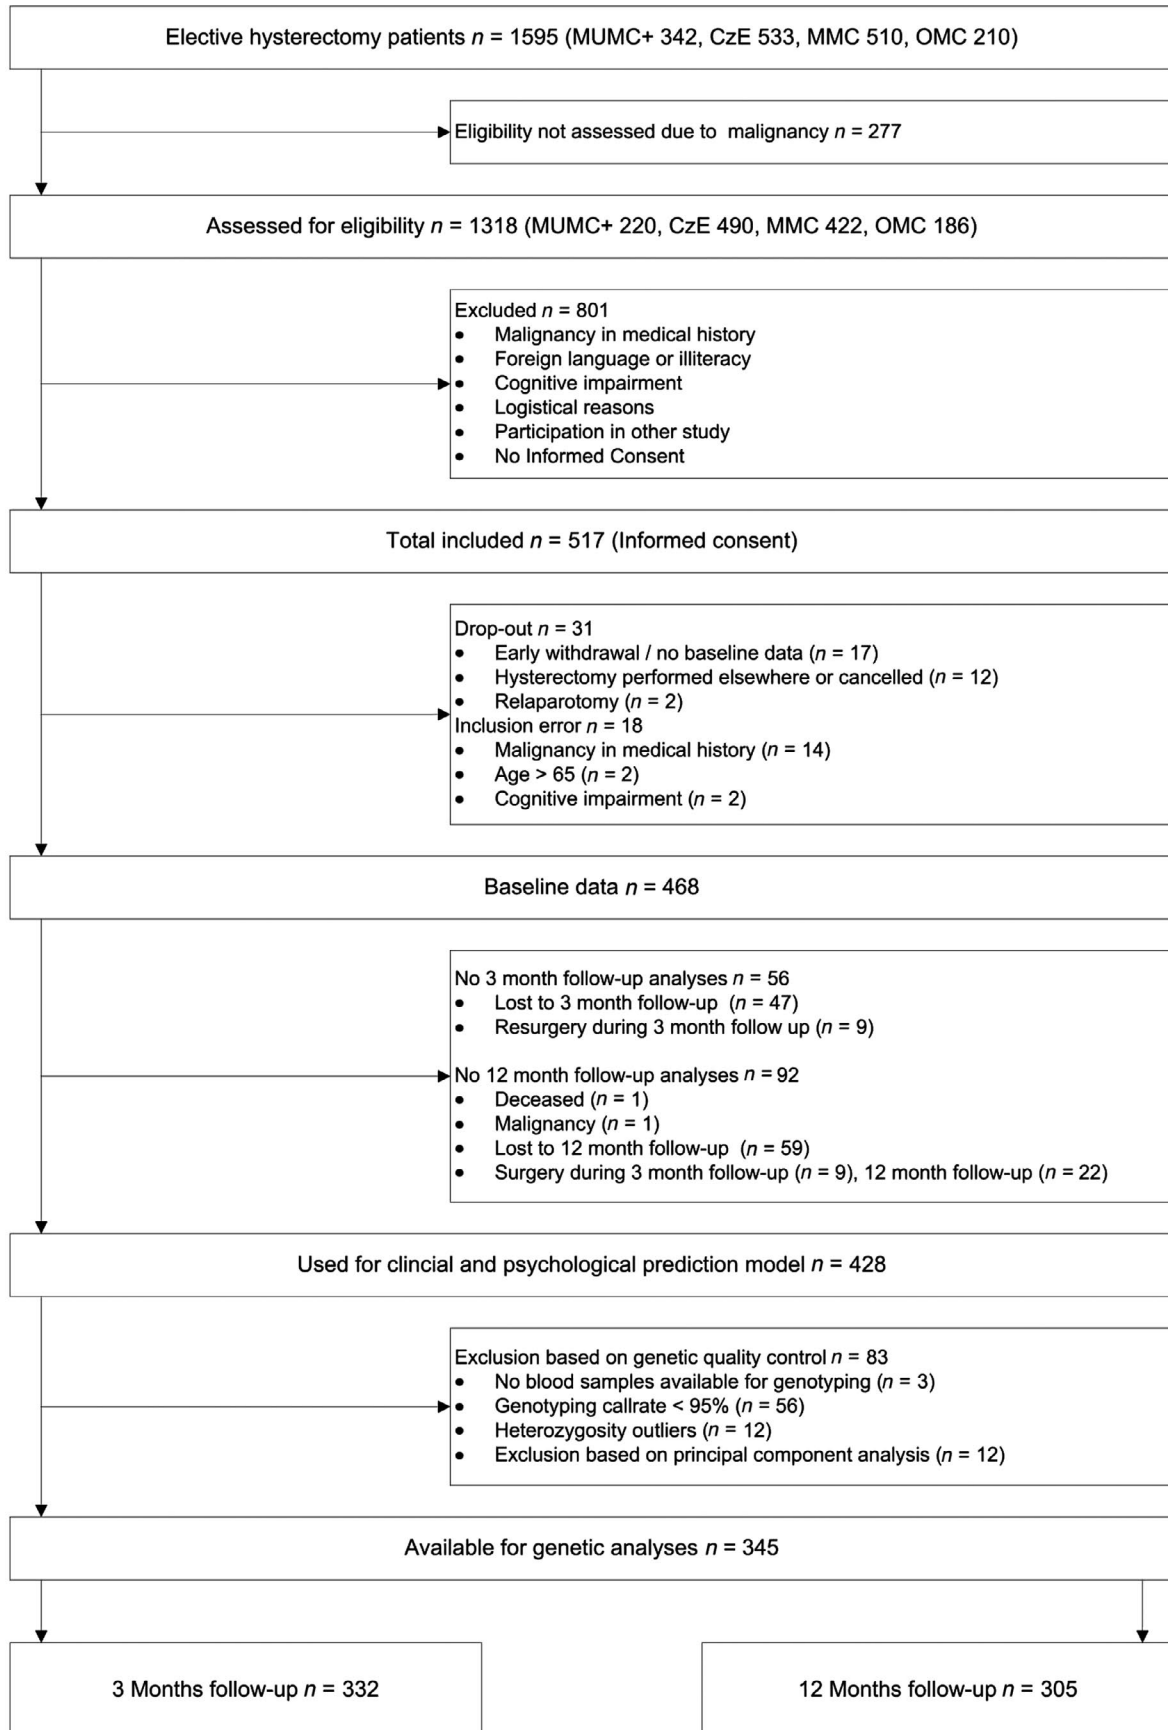 Elective hysterectomy patients n = 1595 (MUMC+ 342, CzE 533, MMC 510, OMC 210)
Eligibility not assessed due to malignancy n = 277
Assessed for eligibility n = 1318 (MUMC+ 220, CzE 490, MMC 422, OMC 186)
Excluded n = 801
• Malignancy in medical history
• Foreign language or illiteracy
• Cognitive impairment
• Logistical reasons
• Participation in other study
• No Informed Consent
Total included n = 517 (Informed consent)
Drop-out n = 31
• Early withdrawal / no baseline data (n = 17)
• Hysterectomy performed elsewhere or cancelled (n = 12)
• Relaparotomy (n = 2)
Inclusion error n = 18
• Malignancy in medical history (n = 14)
• Age > 65 (n = 2)
• Cognitive impairment (n = 2)
Baseline data n = 468
No 3 month follow-up analyses n = 56
• Lost to 3 month follow-up (n = 47)
• Resurgery during 3 month follow up (n = 9)
No 12 month follow-up analyses n = 92
• Deceased (n = 1)
• Malignancy (n = 1)
• Lost to 12 month follow-up (n = 59)
• Surgery during 3 month follow-up (n = 9), 12 month follow-up (n = 22)
Used for clincial and psychological prediction model n = 428
Exclusion based on genetic quality control n = 83
• No blood samples available for genotyping (n = 3)
• Genotyping callrate < 95% (n = 56)
• Heterozygosity outliers (n = 12)
• Exclusion based on principal component analysis (n = 12)
Available for genetic analyses n = 345
3 Months follow-up n = 332
12 Months follow-up n = 305